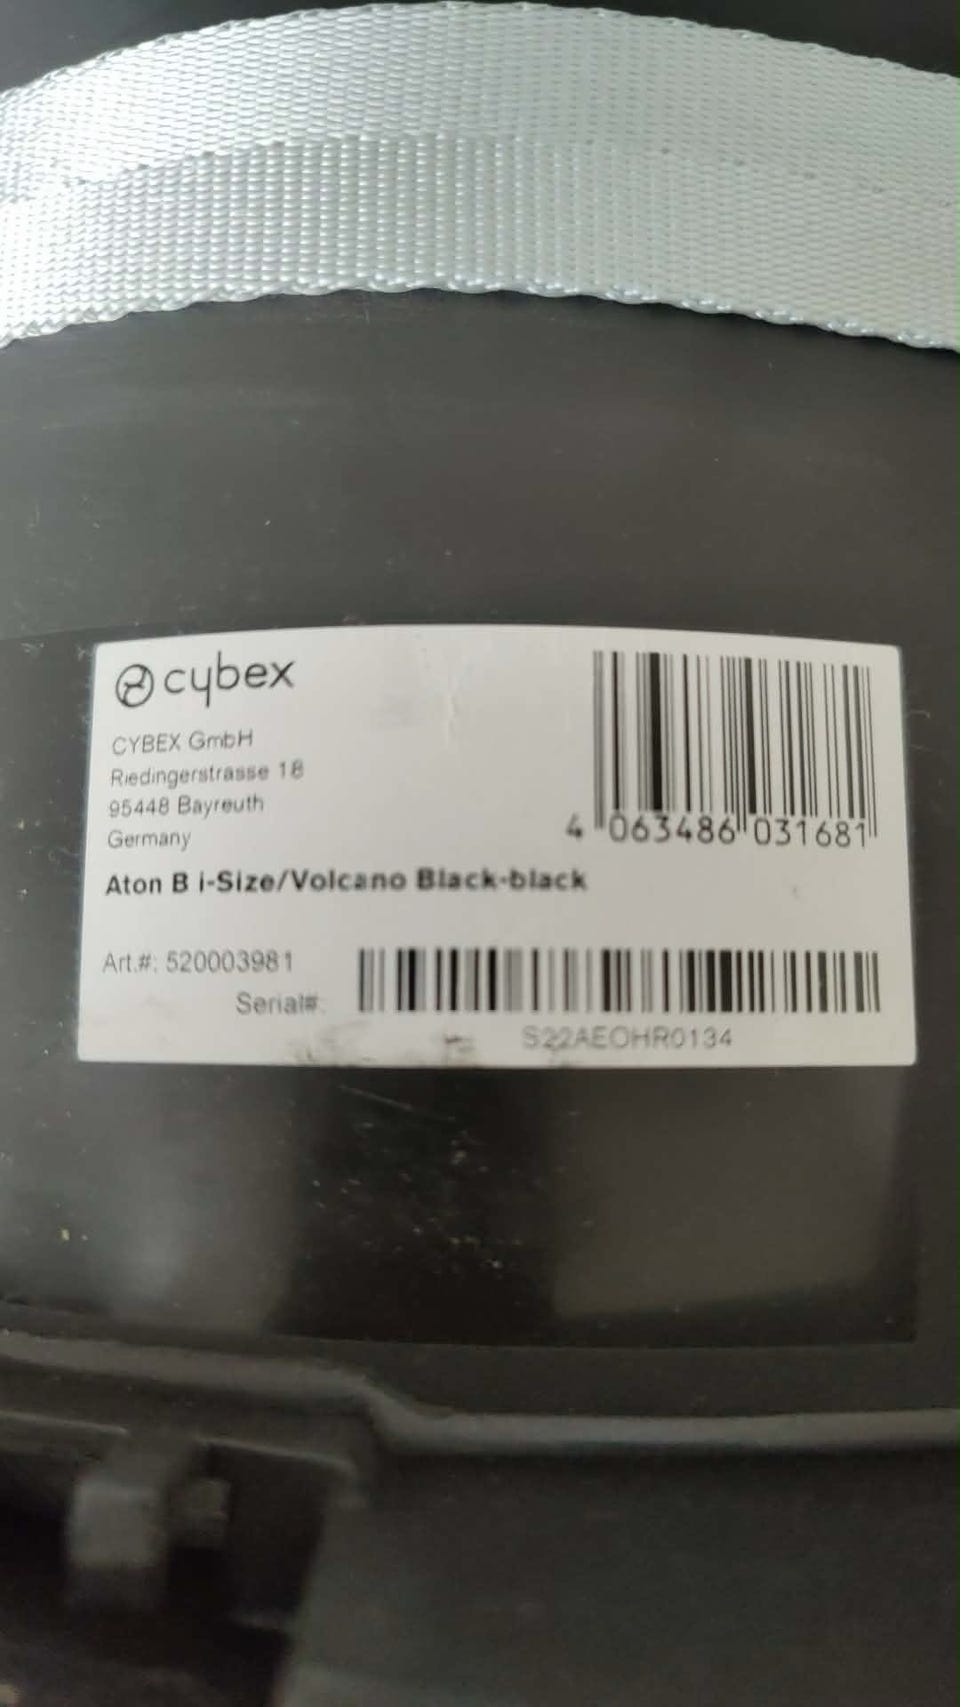 cybex
CYBEX GmbH
Riedingerstrasse 18
95448 Bayreuth
Germany
4 063486 031681
Aton B i-Size/Volcano Black-black
Art.#: 520003981
Serial#:
S22AEOHR0134